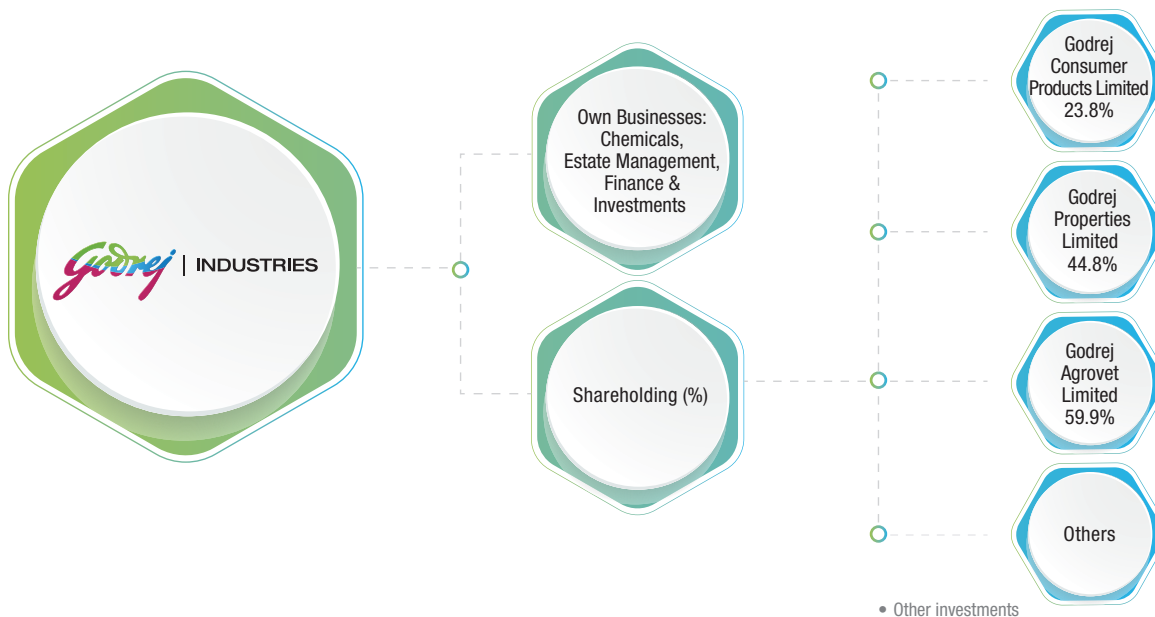 Godrej | INDUSTRIES
Own Businesses:
Chemicals,
Estate Management,
Finance &
Investments
Shareholding (%)
Godrej
Consumer
Products Limited
23.8%
Godrej
Properties
Limited
44.8%
Godrej
Agrovet
Limited
59.9%
Others
• Other investments